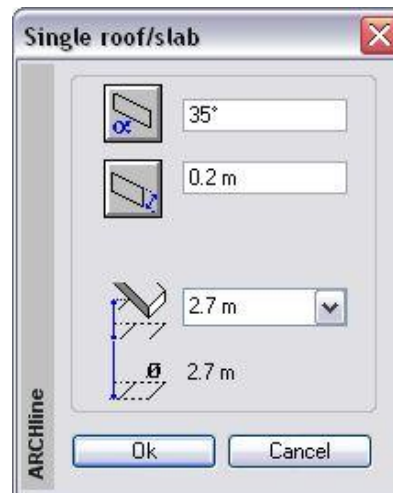 Single roof/slab
α
35°
0.2 m
2.7 m
Ø 2.7 m
ARCHline
Ok
Cancel